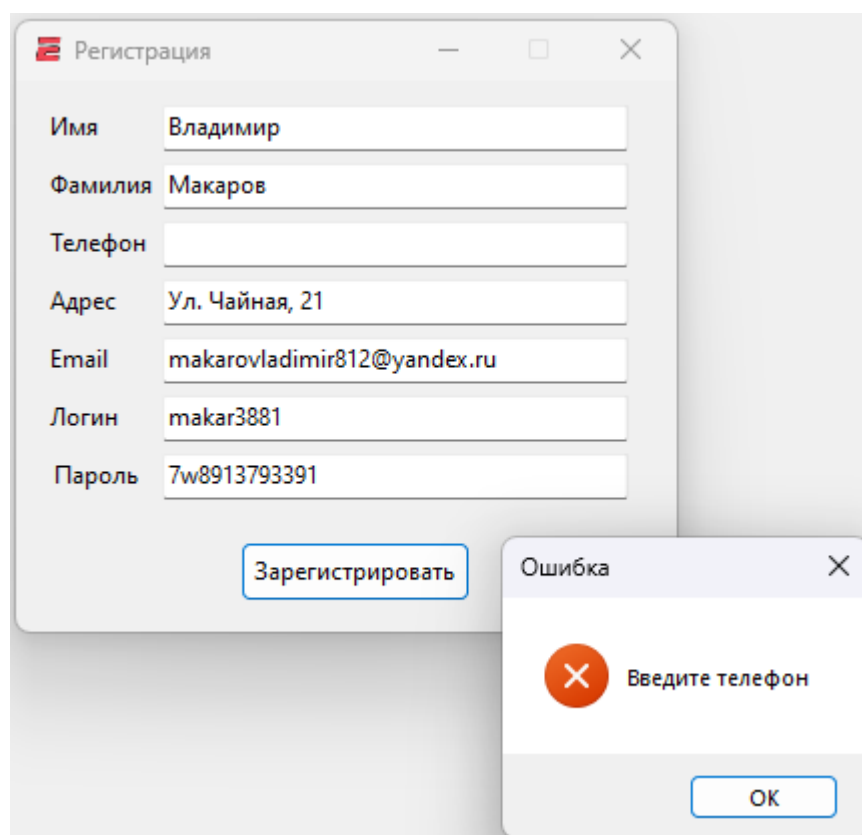 Регистрация
Имя Владимир
Фамилия Макаров
Телефон
Адрес Ул. Чайная, 21
Email makarovladimir812@yandex.ru
Логин makar3881
Пароль 7w8913793391
Зарегистрировать
Ошибка
Введите телефон
ОК